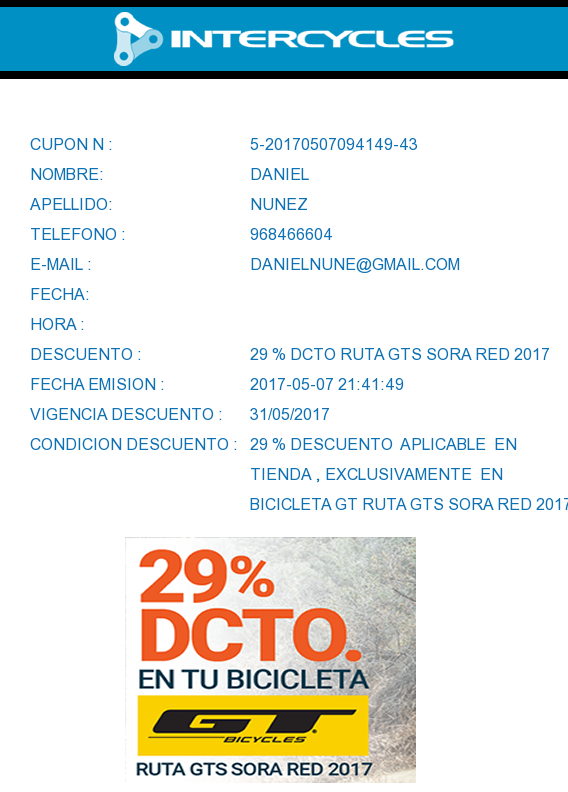 INTERCYCLES
CUPON N : 5-20170507094149-43
NOMBRE: DANIEL
APELLIDO: NUNEZ
TELEFONO : 968466604
E-MAIL : DANIELNUNE@GMAIL.COM
FECHA:
HORA :
DESCUENTO : 29 % DCTO RUTA GTS SORA RED 2017
FECHA EMISION : 2017-05-07 21:41:49
VIGENCIA DESCUENTO : 31/05/2017
CONDICION DESCUENTO : 29 % DESCUENTO APLICABLE EN
TIENDA , EXCLUSIVAMENTE EN
BICICLETA GT RUTA GTS SORA RED 2017
29%
DCTO.
EN TU BICICLETA
GT
BICYCLES
RUTA GTS SORA RED 2017